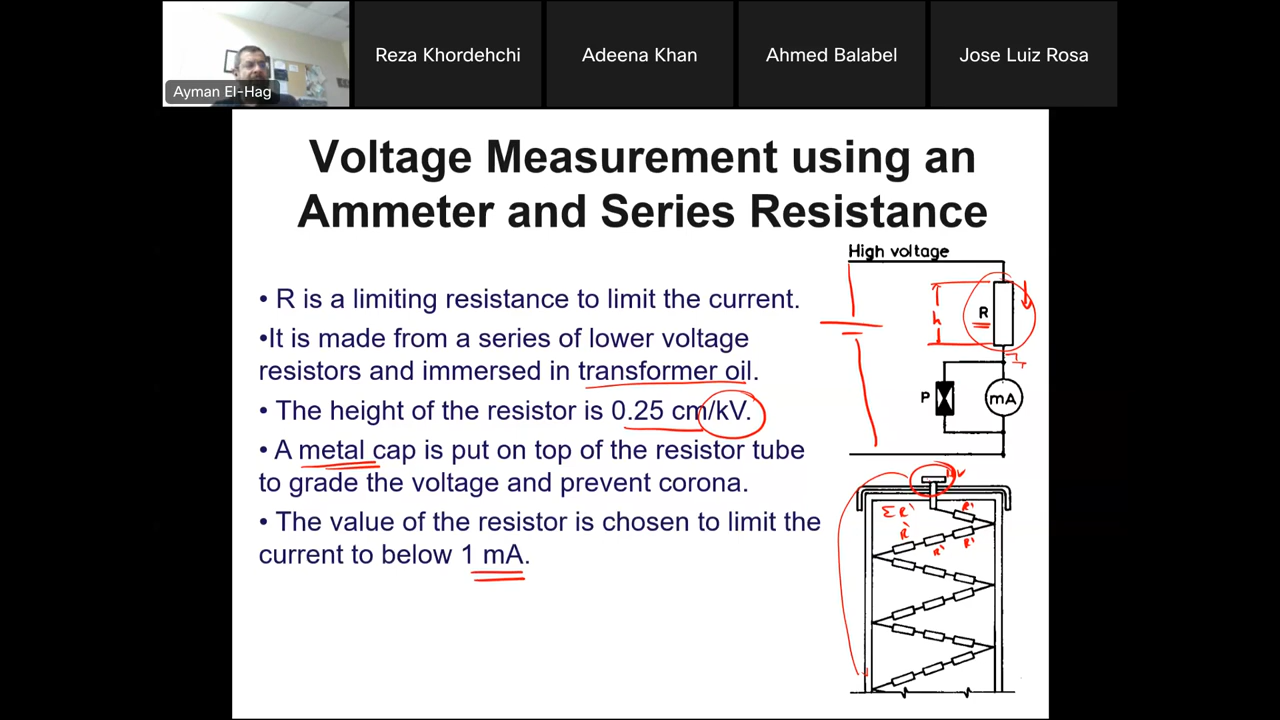 Ayman El-Hag
Reza Khordehchi
Adeena Khan
Ahmed Balabel
Jose Luiz Rosa
Voltage Measurement using an
Ammeter and Series Resistance
• R is a limiting resistance to limit the current.
•It is made from a series of lower voltage
resistors and immersed in transformer oil.
• The height of the resistor is 0.25 cm/kV.
• A metal cap is put on top of the resistor tube
to grade the voltage and prevent corona.
• The value of the resistor is chosen to limit the
current to below 1 mA.
High voltage
h
R
P
mA
ΣR'
R'
R'
R'
R'